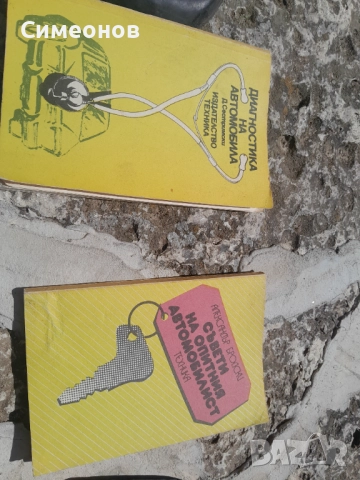 Симеонов
ДИАГНОСТИКА
НА
АВТОМОБИЛА
ИЗДАТЕЛСТВО
ТЕХНИКА
СЪВЕТИ
НА ОПИТНИЯ
АВТОМОБИЛИСТ
ТЕХНИКА
BAZAR